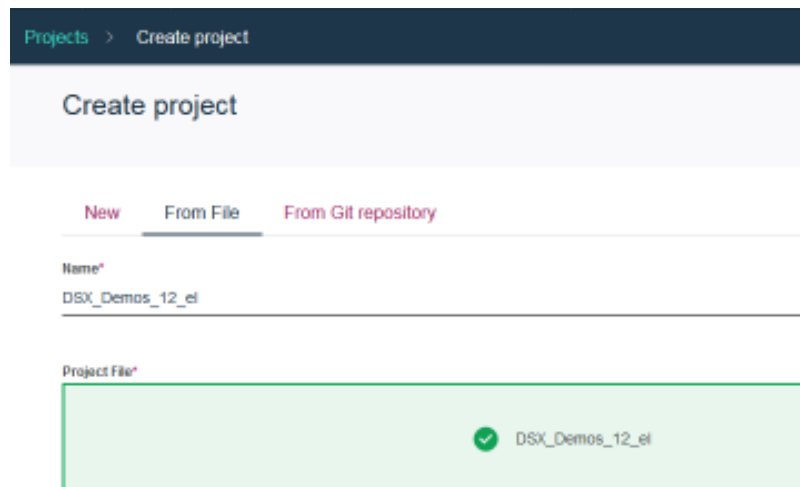 Projects > Create project
Create project
New From File From Git repository
Name*
DSX_Demos_12_el
Project File*
DSX_Demos_12_el